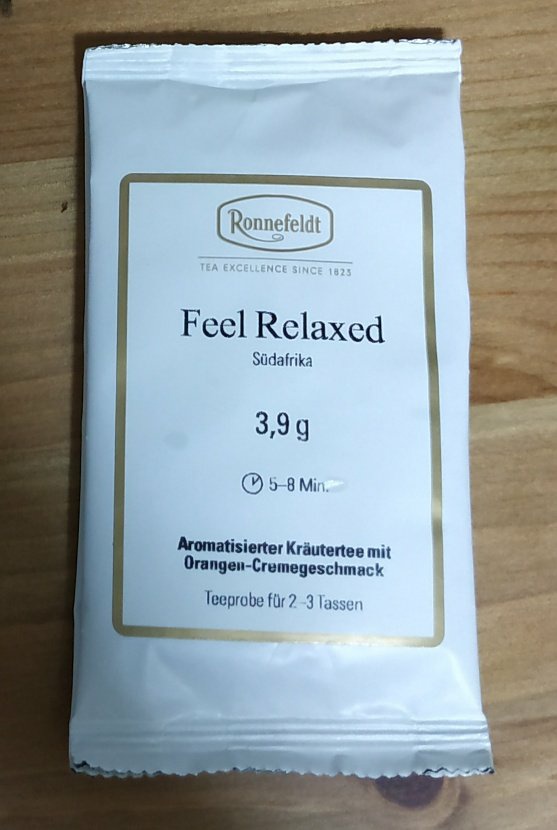 Ronnefeldt
TEA EXCELLENCE SINCE 1823
Feel Relaxed
Südafrika
3,9 g
5–8 Min.
Aromatisierter Kräutertee mit
Orangen-Cremegeschmack
Teeprobe für 2–3 Tassen